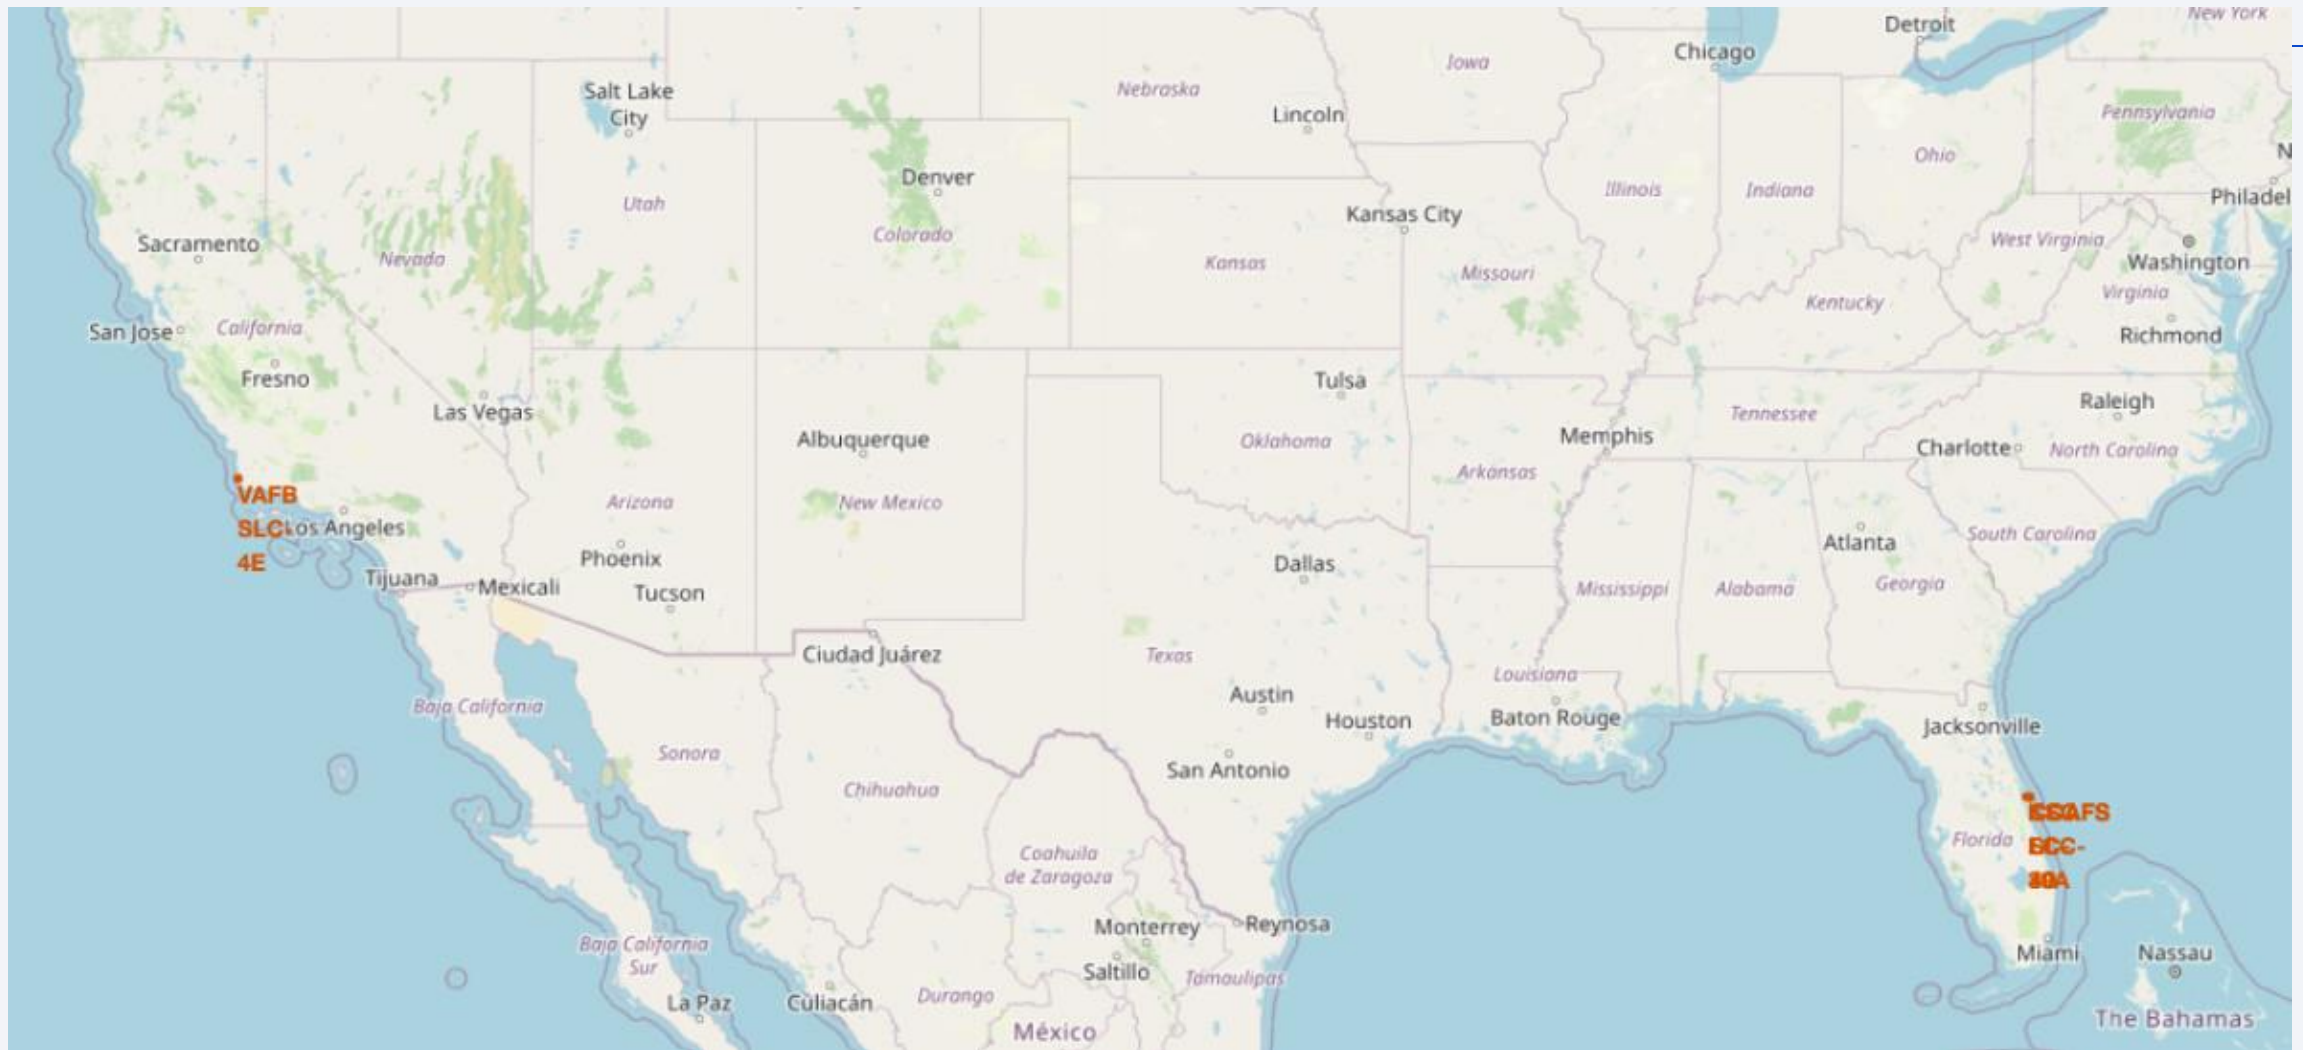 New York
Detroit
Chicago
Iowa
Salt Lake
City
Nebraska
Lincoln
Pennsylvania
Ohio
N
Denver
Utah
Illinois
Indiana
Philadel
Kansas City
Colorado
Sacramento
Nevada
Kansas
Missouri
West Virginia
Washington
Virginia
Kentucky
San Jose
California
Richmond
Fresno
Tulsa
Las Vegas
Raleigh
Tennessee
Albuquerque
Oklahoma
Memphis
Charlotte
North Carolina
Arkansas
VAFB
SLC-
4E
Los Angeles
Arizona
New Mexico
South Carolina
Atlanta
Phoenix
Dallas
Tijuana
Mexicali
Tucson
Mississippi
Alabama
Georgia
Ciudad Juárez
Texas
Louisiana
Austin
Baja California
Houston
Baton Rouge
Jacksonville
Sonora
San Antonio
Chihuahua
Florida
Coahuila
de Zaragoza
Monterrey
Reynosa
Baja California
Sur
Saltillo
Tamaulipas
Miami
Nassau
La Paz
Culiacán
Durango
México
The Bahamas